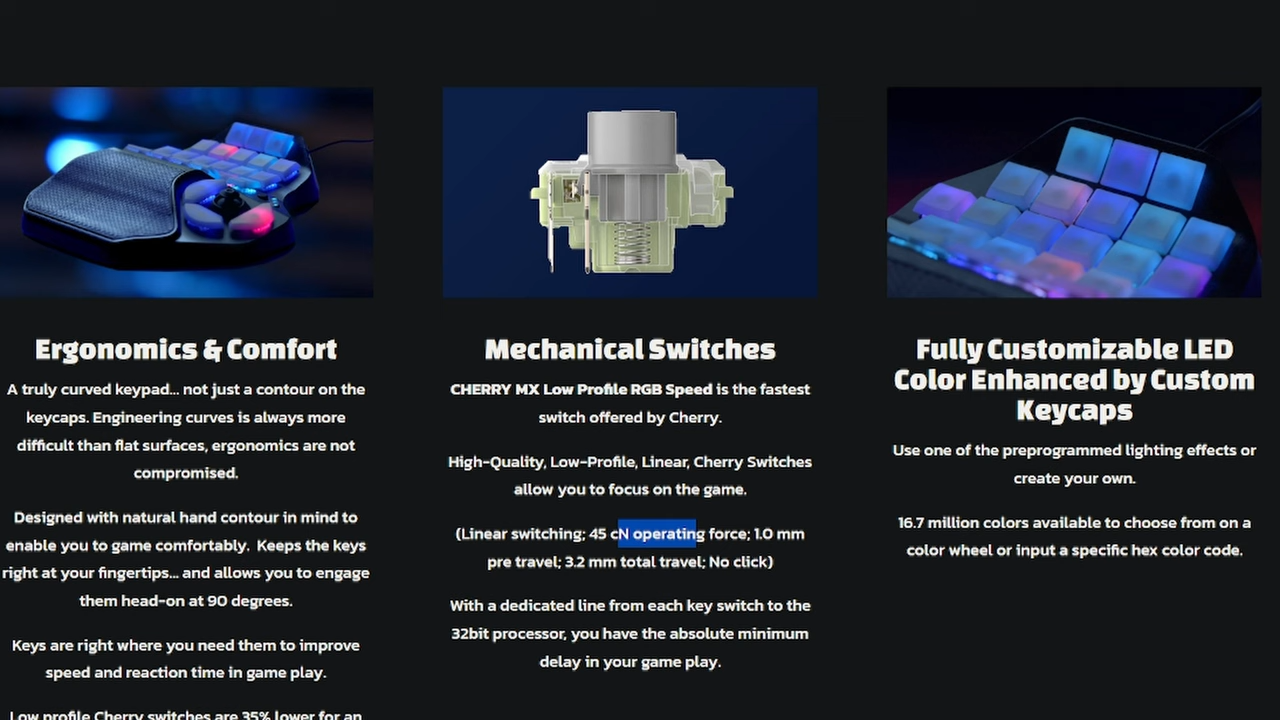 Ergonomics & Comfort
A truly curved keypad... not just a contour on the
keycaps. Engineering curves is always more
difficult than flat surfaces, ergonomics are not
compromised.
Designed with natural hand contour in mind to
enable you to game comfortably. Keeps the keys
right at your fingertips... and allows you to engage
them head-on at 90 degrees.
Keys are right where you need them to improve
speed and reaction time in game play.
Low profile Cherry switches are 35% lower for an
Mechanical Switches
CHERRY MX Low Profile RGB Speed is the fastest
switch offered by Cherry.
High-Quality, Low-Profile, Linear, Cherry Switches
allow you to focus on the game.
(Linear switching; 45 cN operating force; 1.0 mm
pre travel; 3.2 mm total travel; No click)
With a dedicated line from each key switch to the
32bit processor, you have the absolute minimum
delay in your game play.
Fully Customizable LED
Color Enhanced by Custom
Keycaps
Use one of the preprogrammed lighting effects or
create your own.
16.7 million colors available to choose from on a
color wheel or input a specific hex color code.